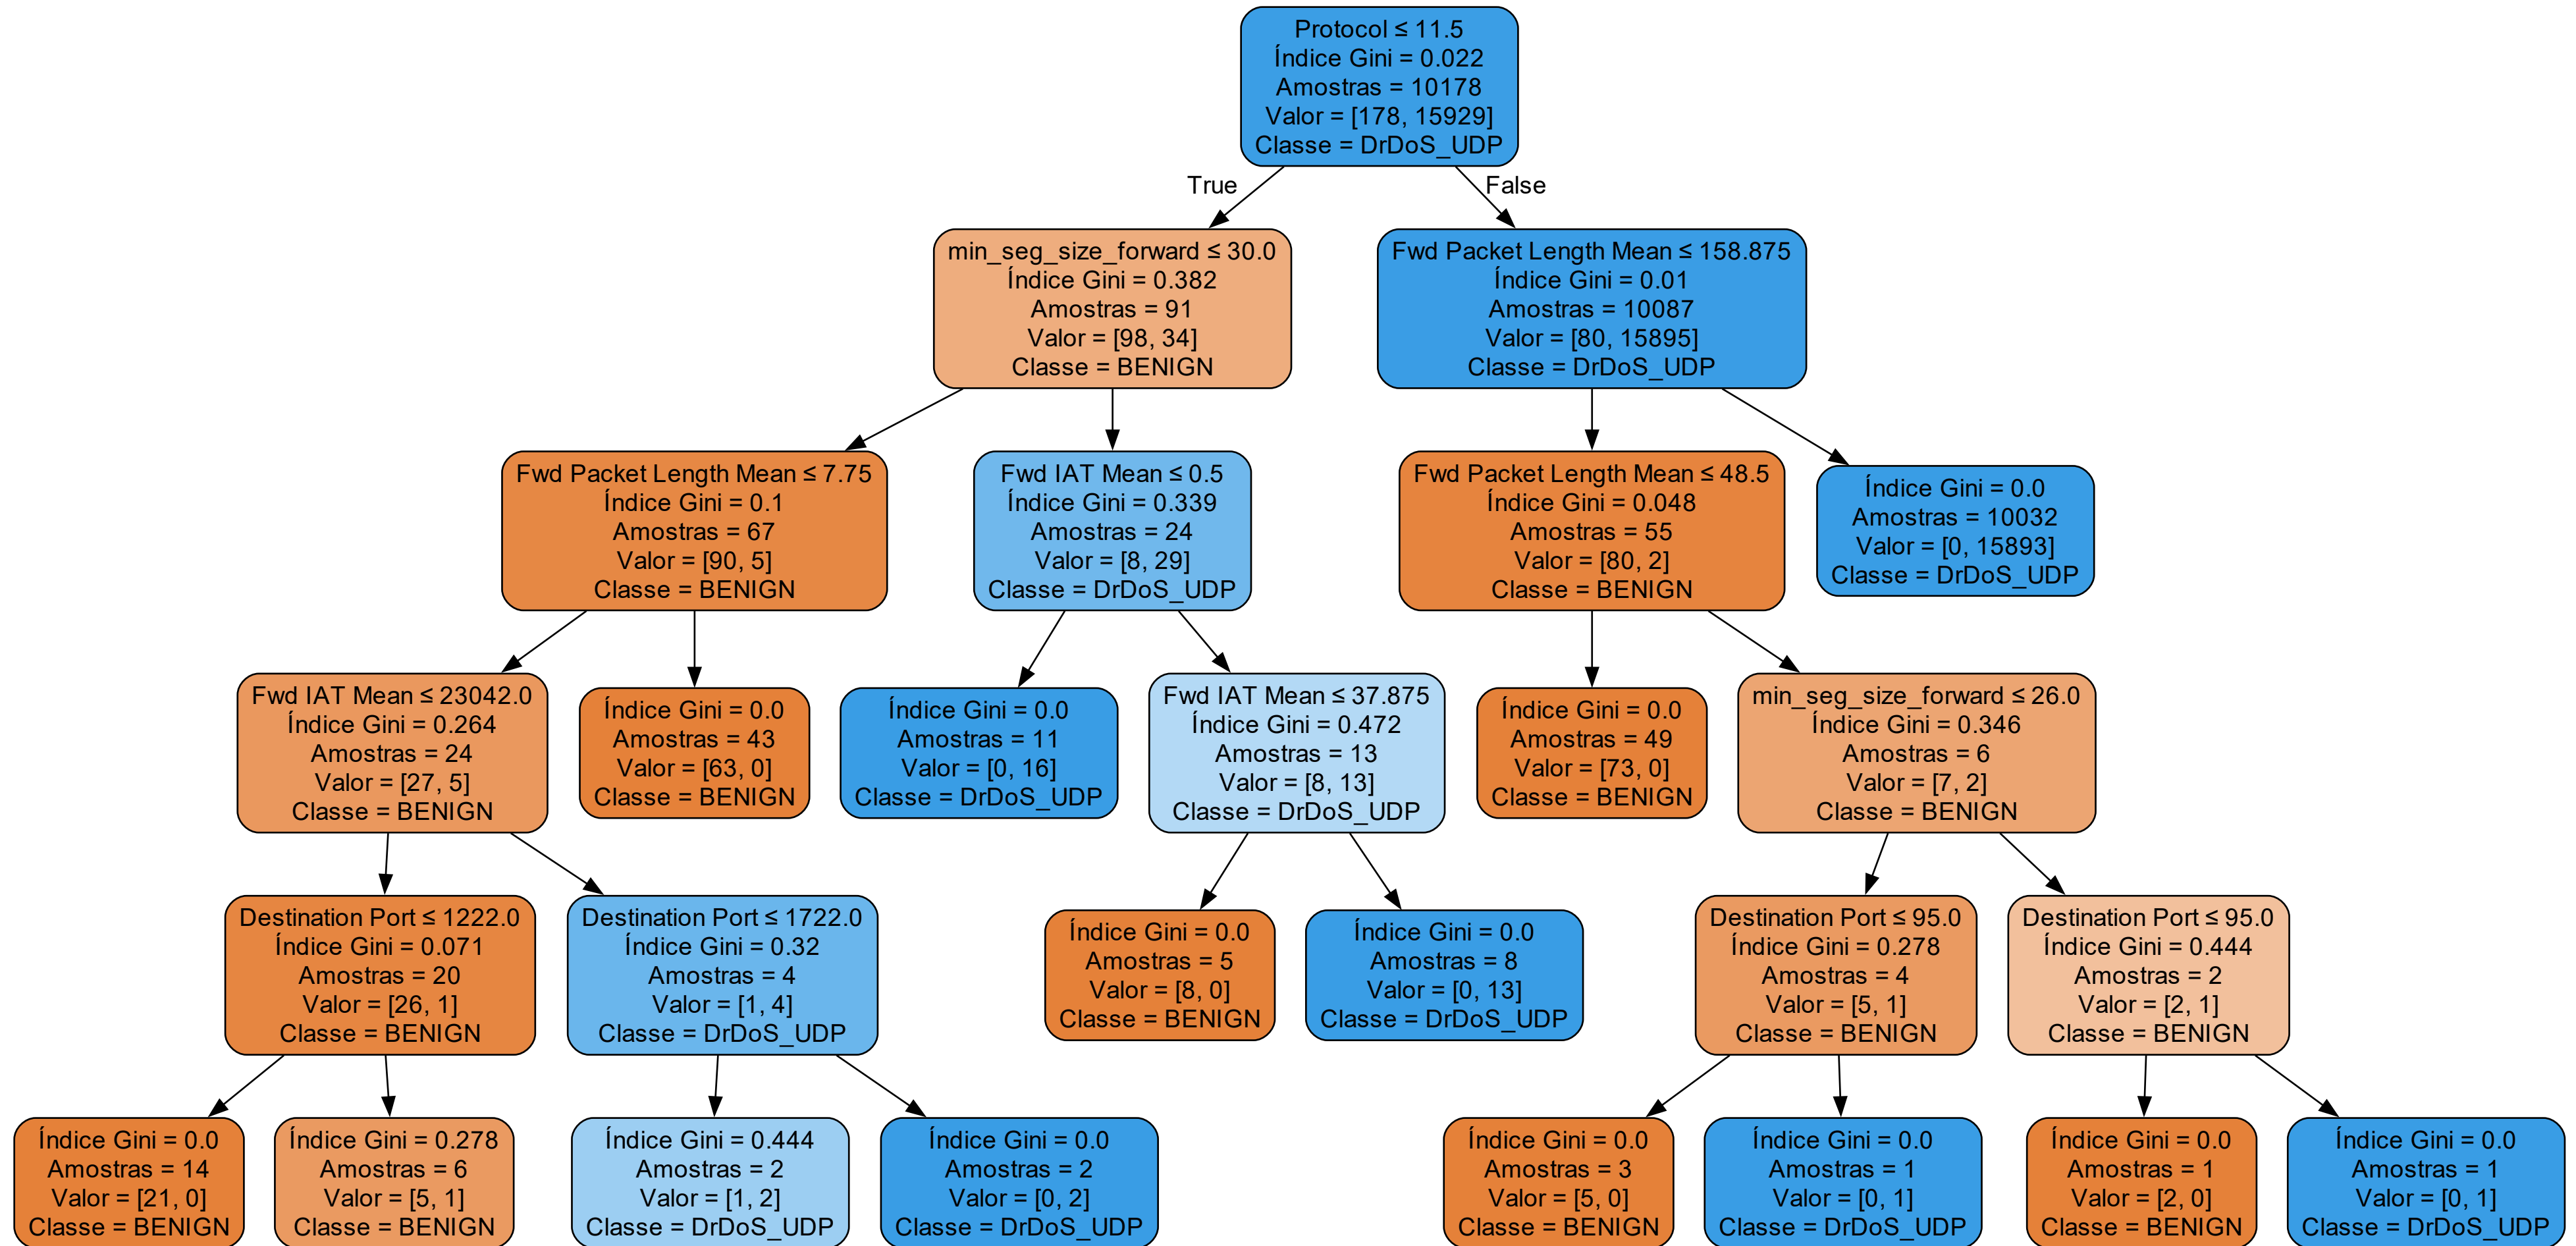 Protocol ≤ 11.5
Índice Gini = 0.022
Amostras = 10178
Valor = [178, 15929]
Classe = DrDoS_UDP
True
False
min_seg_size_forward ≤ 30.0
Índice Gini = 0.382
Amostras = 91
Valor = [98, 34]
Classe = BENIGN
Fwd Packet Length Mean ≤ 158.875
Índice Gini = 0.01
Amostras = 10087
Valor = [80, 15895]
Classe = DrDoS_UDP
Fwd Packet Length Mean ≤ 7.75
Índice Gini = 0.1
Amostras = 67
Valor = [90, 5]
Classe = BENIGN
Fwd IAT Mean ≤ 0.5
Índice Gini = 0.339
Amostras = 24
Valor = [8, 29]
Classe = DrDoS_UDP
Fwd Packet Length Mean ≤ 48.5
Índice Gini = 0.048
Amostras = 55
Valor = [80, 2]
Classe = BENIGN
Índice Gini = 0.0
Amostras = 10032
Valor = [0, 15893]
Classe = DrDoS_UDP
Fwd IAT Mean ≤ 23042.0
Índice Gini = 0.264
Amostras = 24
Valor = [27, 5]
Classe = BENIGN
Índice Gini = 0.0
Amostras = 43
Valor = [63, 0]
Classe = BENIGN
Índice Gini = 0.0
Amostras = 11
Valor = [0, 16]
Classe = DrDoS_UDP
Fwd IAT Mean ≤ 37.875
Índice Gini = 0.472
Amostras = 13
Valor = [8, 13]
Classe = DrDoS_UDP
Índice Gini = 0.0
Amostras = 49
Valor = [73, 0]
Classe = BENIGN
min_seg_size_forward ≤ 26.0
Índice Gini = 0.346
Amostras = 6
Valor = [7, 2]
Classe = BENIGN
Destination Port ≤ 1222.0
Índice Gini = 0.071
Amostras = 20
Valor = [26, 1]
Classe = BENIGN
Destination Port ≤ 1722.0
Índice Gini = 0.32
Amostras = 4
Valor = [1, 4]
Classe = DrDoS_UDP
Índice Gini = 0.0
Amostras = 5
Valor = [8, 0]
Classe = BENIGN
Índice Gini = 0.0
Amostras = 8
Valor = [0, 13]
Classe = DrDoS_UDP
Destination Port ≤ 95.0
Índice Gini = 0.278
Amostras = 4
Valor = [5, 1]
Classe = BENIGN
Destination Port ≤ 95.0
Índice Gini = 0.444
Amostras = 2
Valor = [2, 1]
Classe = BENIGN
Índice Gini = 0.0
Amostras = 14
Valor = [21, 0]
Classe = BENIGN
Índice Gini = 0.278
Amostras = 6
Valor = [5, 1]
Classe = BENIGN
Índice Gini = 0.444
Amostras = 2
Valor = [1, 2]
Classe = DrDoS_UDP
Índice Gini = 0.0
Amostras = 2
Valor = [0, 2]
Classe = DrDoS_UDP
Índice Gini = 0.0
Amostras = 3
Valor = [5, 0]
Classe = BENIGN
Índice Gini = 0.0
Amostras = 1
Valor = [0, 1]
Classe = DrDoS_UDP
Índice Gini = 0.0
Amostras = 1
Valor = [2, 0]
Classe = BENIGN
Índice Gini = 0.0
Amostras = 1
Valor = [0, 1]
Classe = DrDoS_UDP